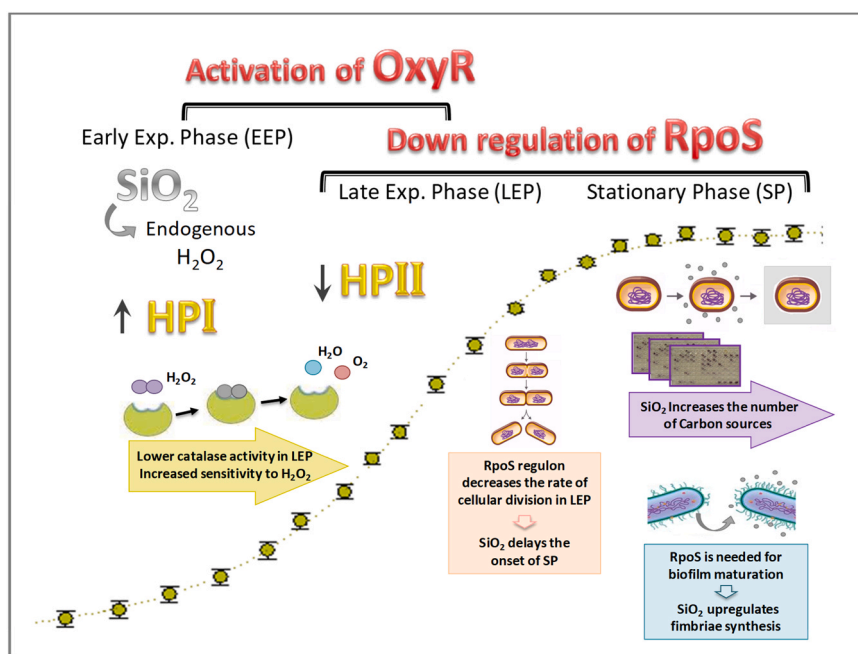 Activation of OxyR
Early Exp. Phase (EEP)
Down regulation of RpoS
Late Exp. Phase (LEP)
Stationary Phase (SP)
SiO₂
Endogenous
H₂O₂
↑ HPI
↓ HPII
H₂O₂
H₂O
O₂
Lower catalase activity in LEP
Increased sensitivity to H₂O₂
RpoS regulon
decreases the rate of
cellular division in LEP
SiO₂ delays the
onset of SP
SiO₂ Increases the number
of Carbon sources
RpoS is needed for
biofilm maturation
SiO₂ upregulates
fimbriae synthesis